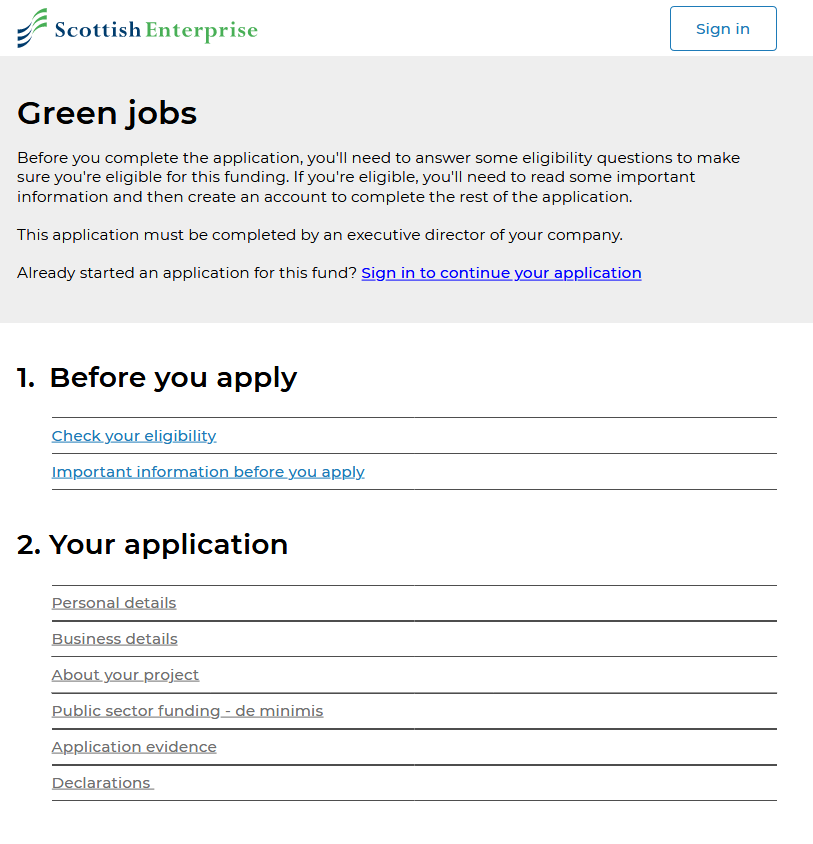 Scottish Enterprise
Sign in
Green jobs
Before you complete the application, you'll need to answer some eligibility questions to make
sure you're eligible for this funding. If you're eligible, you'll need to read some important
information and then create an account to complete the rest of the application.
This application must be completed by an executive director of your company.
Already started an application for this fund? Sign in to continue your application
1. Before you apply
Check your eligibility
Important information before you apply
2. Your application
Personal details
Business details
About your project
Public sector funding - de minimis
Application evidence
Declarations